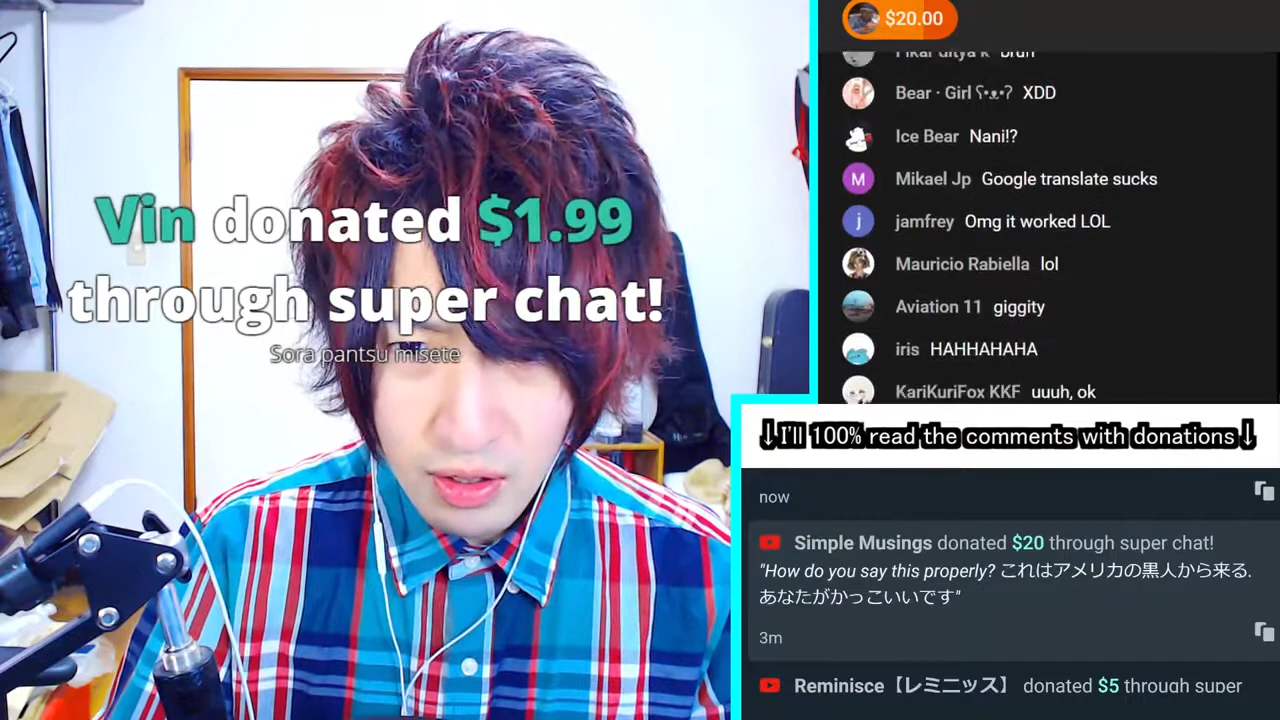 Vin donated $1.99
through super chat!
Sora pantsu misete
$20.00
Bear · Girl ʕ•ᴥ•ʔ XDD
Ice Bear Nani!?
M Mikael Jp Google translate sucks
j jamfrey Omg it worked LOL
Mauricio Rabiella lol
Aviation 11 giggity
iris HAHHAHAHA
KariKuriFox KKF uuuh, ok
↓I'll 100% read the comments with donations↓
now
Simple Musings donated $20 through super chat!
"How do you say this properly? これはアメリカの黒人から来る.
あなたがかっこいいです"
3m
Reminisce【レミニッス】 donated $5 through super